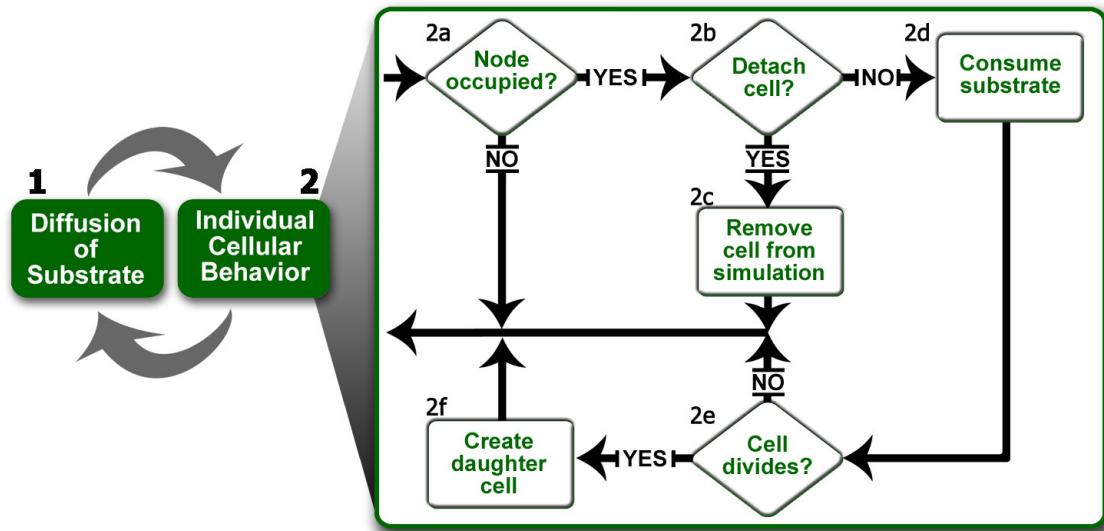 1
Diffusion
of
Substrate
2
Individual
Cellular
Behavior
2a
Node
occupied?
YES
NO
2b
Detach
cell?
NO
YES
2d
Consume
substrate
2c
Remove
cell from
simulation
NO
2e
Cell
divides?
YES
2f
Create
daughter
cell